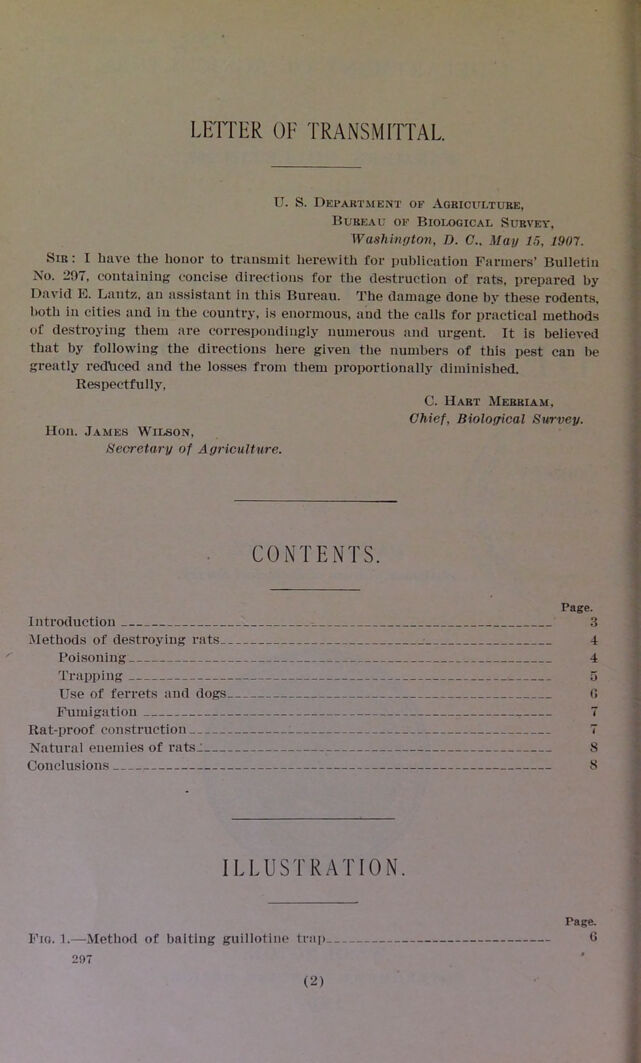 LETTER OF TRANSMITTAL.
U. S. Department of Agriculture,
Bureau of Biological Survey,
Washington, D. C., May 15, 1907.
Sir: I have the honor to transmit herewith for publication Farmers' Bulletin
No. 297, containing concise directions for the destruction of rats, prepared by
David E. Lantz, an assistant in this Bureau. The damage done by these rodents,
both in cities and in the country, is enormous, and the calls for practical methods
of destroying them are correspondingly numerous and urgent. It is believed
that by following the directions here given the numbers of this pest can be
greatly reduced and the losses from them proportionally diminished.
Respectfully,
C. Hart Merriam,
Chief, Biological Survey.
Hon. James Wilson,
Secretary of Agriculture.
CONTENTS.
Page.
Introduction 3
Methods of destroying rats 4
Poisoning 4
Trapping 5
Use of ferrets and dogs 6
Fumigation 7
Rat-proof construction 7
Natural enemies of rats 8
Conclusions 8
ILLUSTRATION.
Page.
Fig. 1.—Method of baiting guillotine trap 6
297
(2)